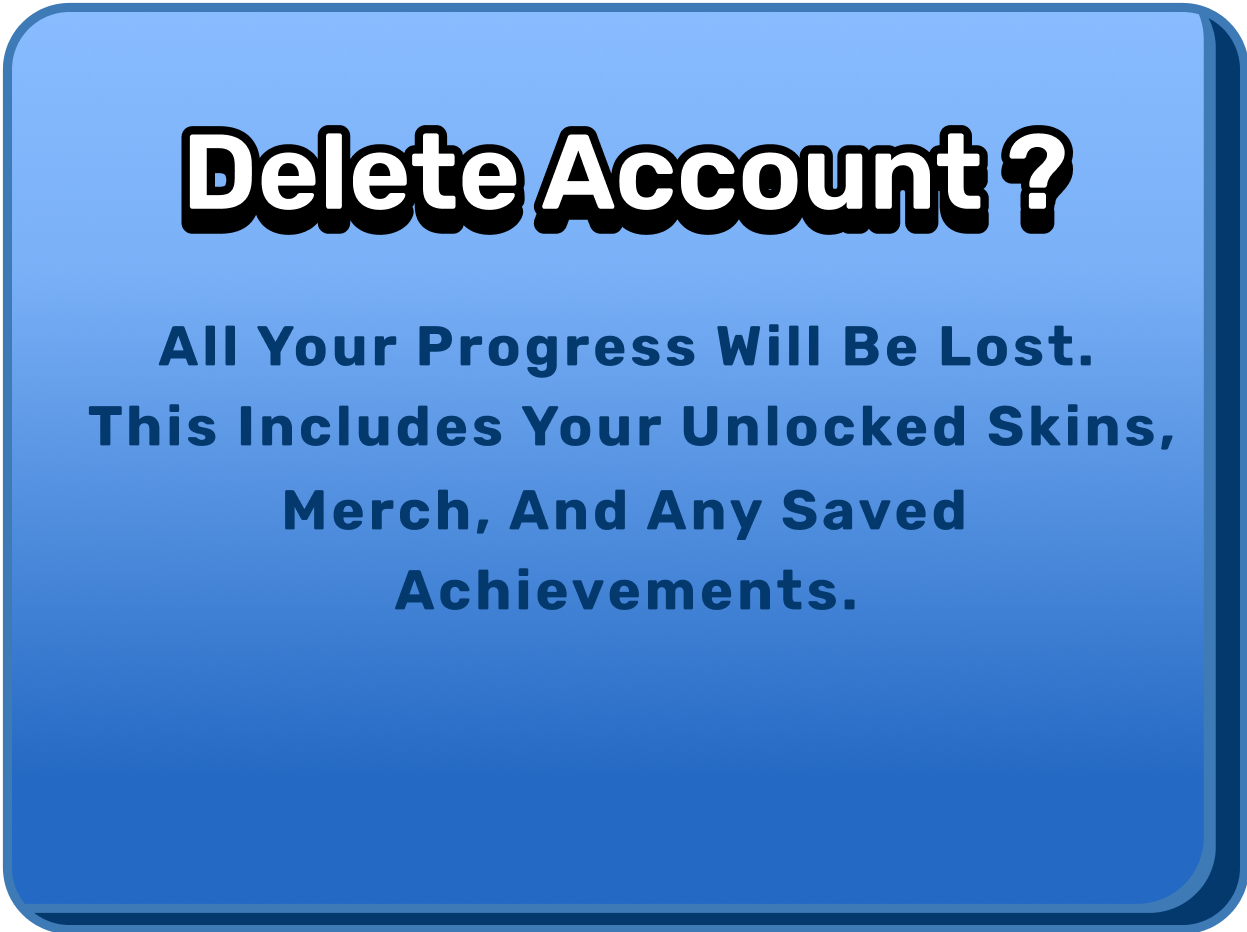 Delete Account ?
All Your Progress Will Be Lost.
This Includes Your Unlocked Skins,
Merch, And Any Saved
Achievements.